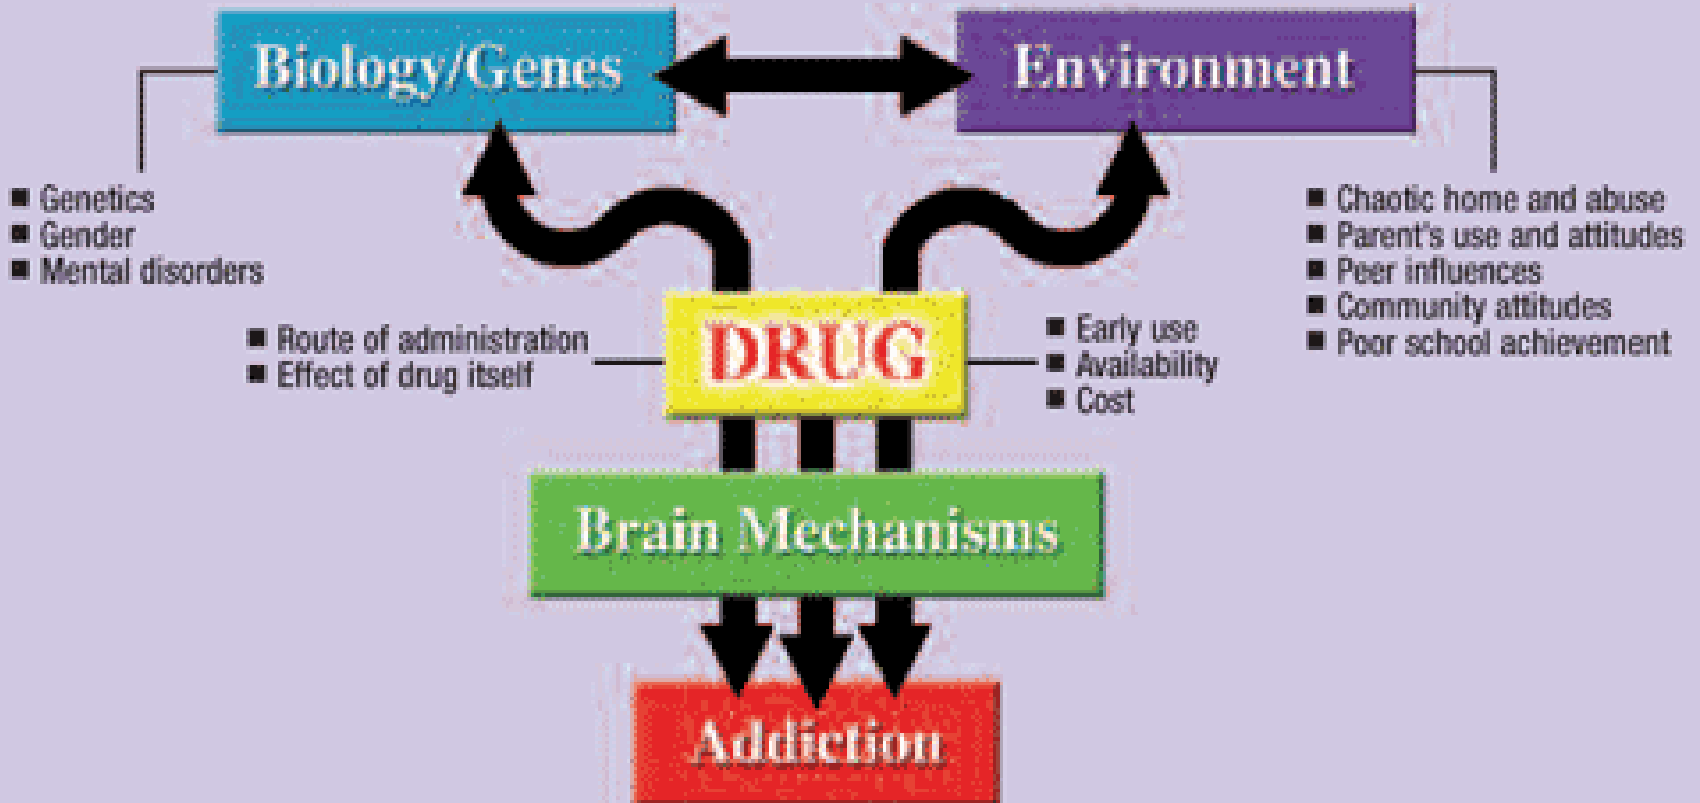 Biology/Genes
Environment
■ Genetics
■ Gender
■ Mental disorders
■ Chaotic home and abuse
■ Parent's use and attitudes
■ Peer influences
■ Community attitudes
■ Poor school achievement
■ Route of administration
■ Effect of drug itself
DRUG
■ Early use
■ Availability
■ Cost
Brain Mechanisms
Addiction